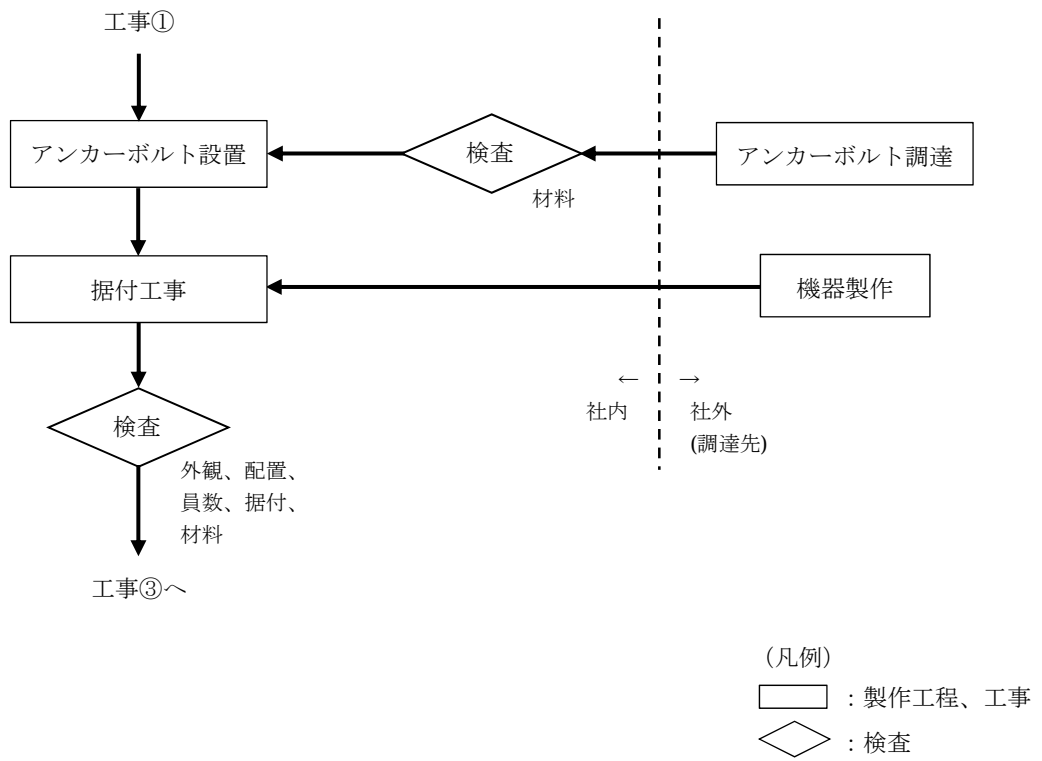 工事①
アンカーボルト設置
検査
材料
アンカーボルト調達
据付工事
機器製作
← →
社内 社外
(調達先)
検査
外観、配置、
員数、据付、
材料
工事③へ
(凡例)
：製作工程、工事
：検査